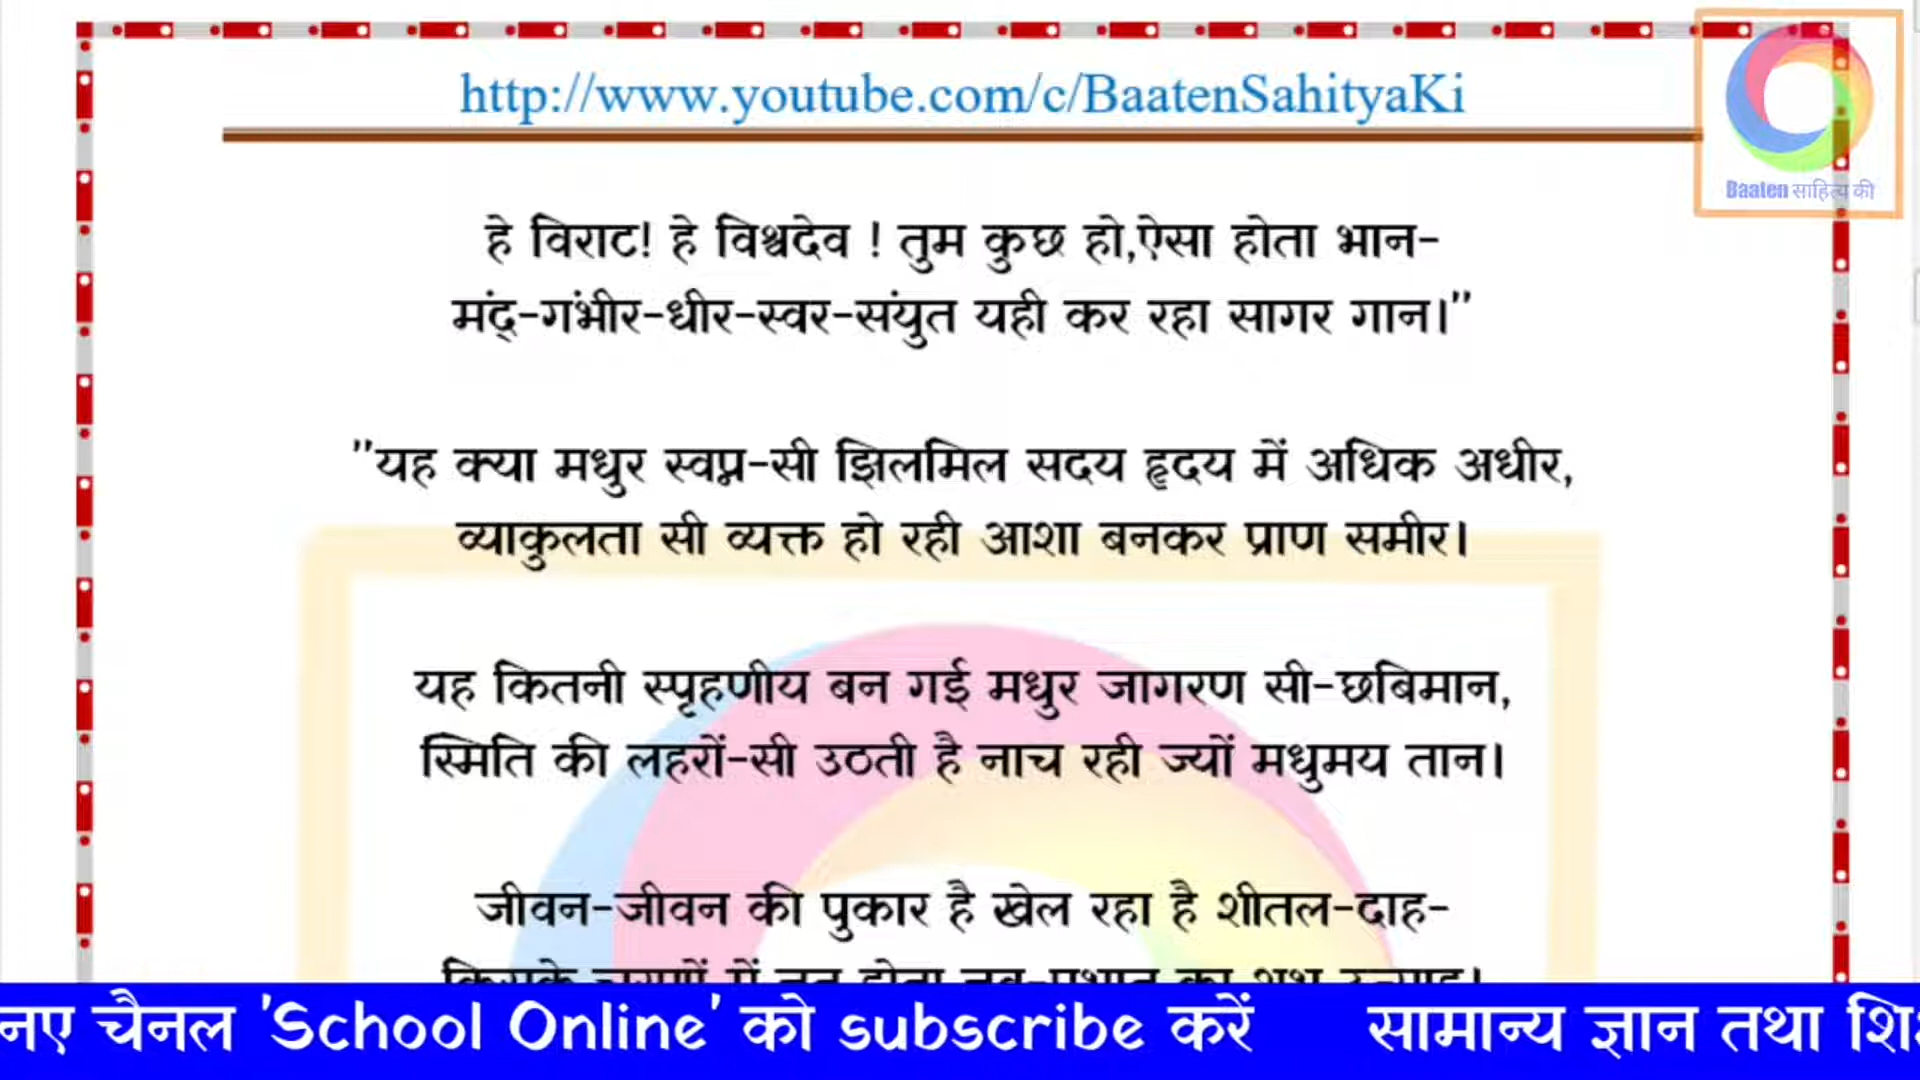 http://www.youtube.com/c/BaatenSahityaKi
Baaten साहित्य की
हे विराट! हे विश्वदेव ! तुम कुछ हो,ऐसा होता भान-
मंद्-गंभीर-धीर-स्वर-संयुत यही कर रहा सागर गान।"
"यह क्या मधुर स्वप्न-सी झिलमिल सदय हृदय में अधिक अधीर,
व्याकुलता सी व्यक्त हो रही आशा बनकर प्राण समीर।
यह कितनी स्पृहणीय बन गई मधुर जागरण सी-छबिमान,
स्मिति की लहरों-सी उठती है नाच रही ज्यों मधुमय तान।
जीवन-जीवन की पुकार है खेल रहा है शीतल-दाह-
नए चैनल 'School Online' को subscribe करें सामान्य ज्ञान तथा